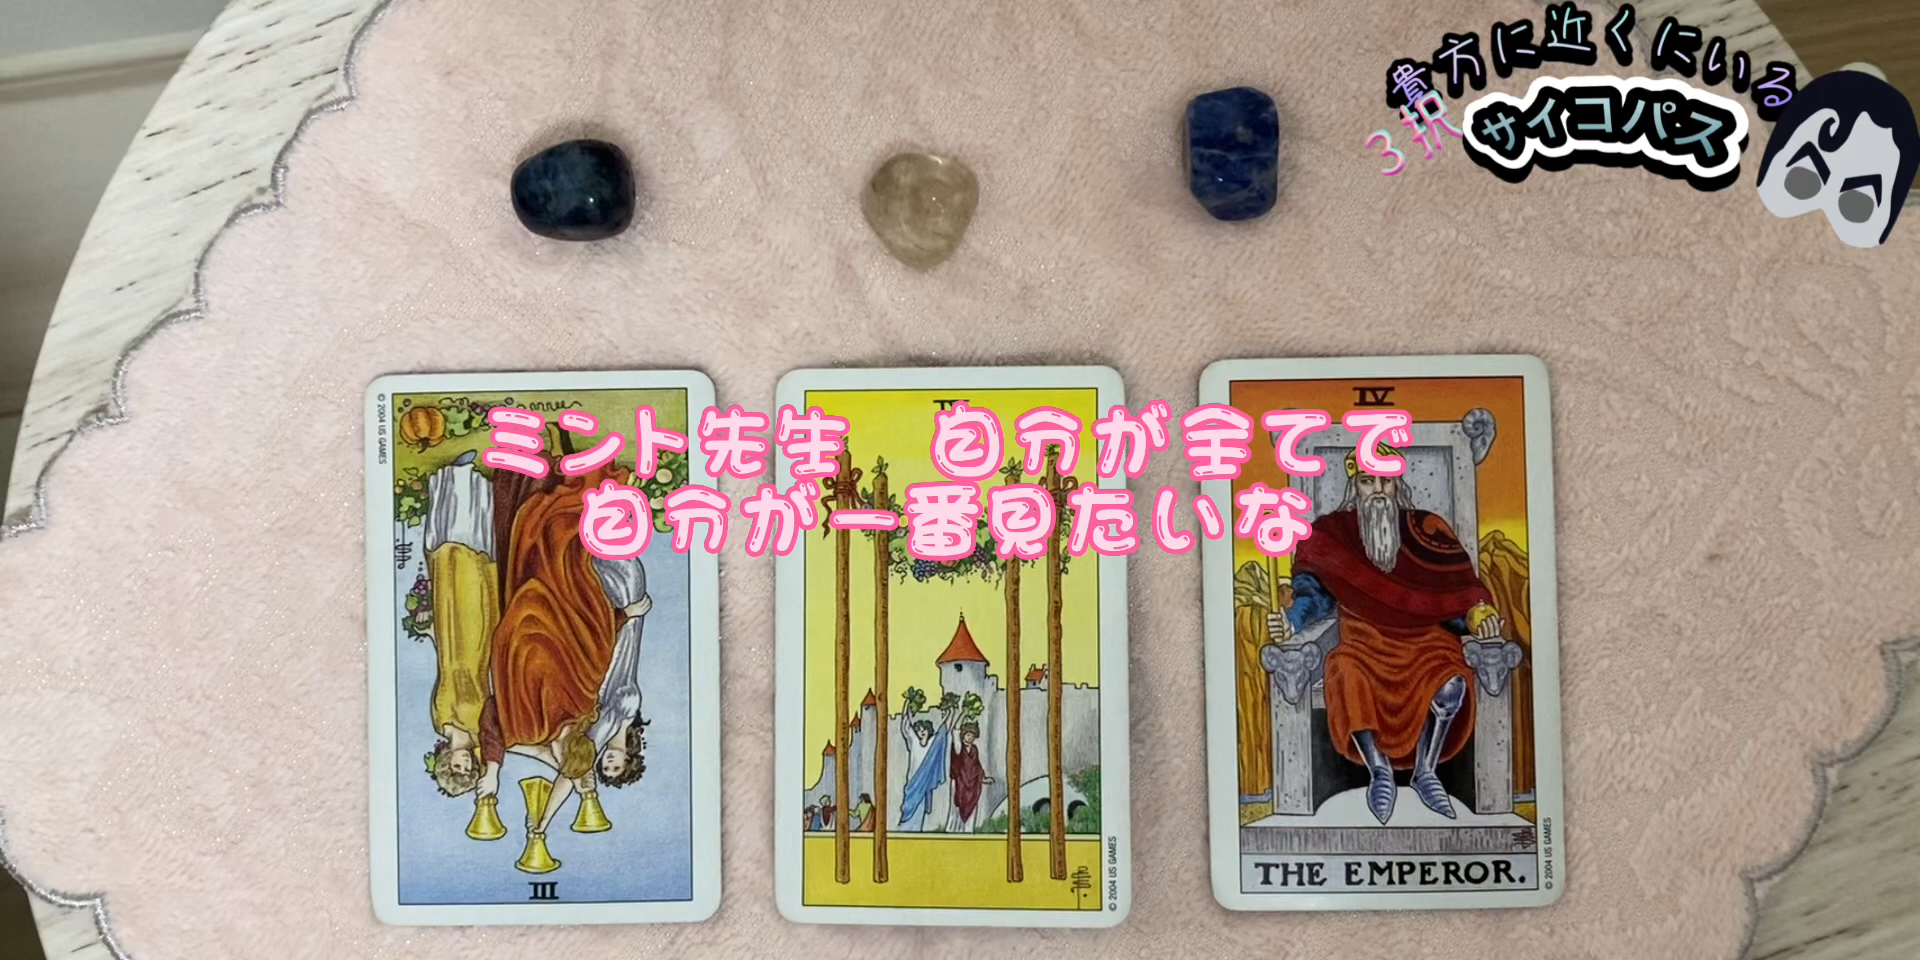 貴方に近くにいる
3択 サイコパス
© 2004 US GAMES
IV
ミント先生　自分が全てで
自分が一番見たいな
III
© 2004 US GAMES
THE EMPEROR.
© 2004 US GAMES